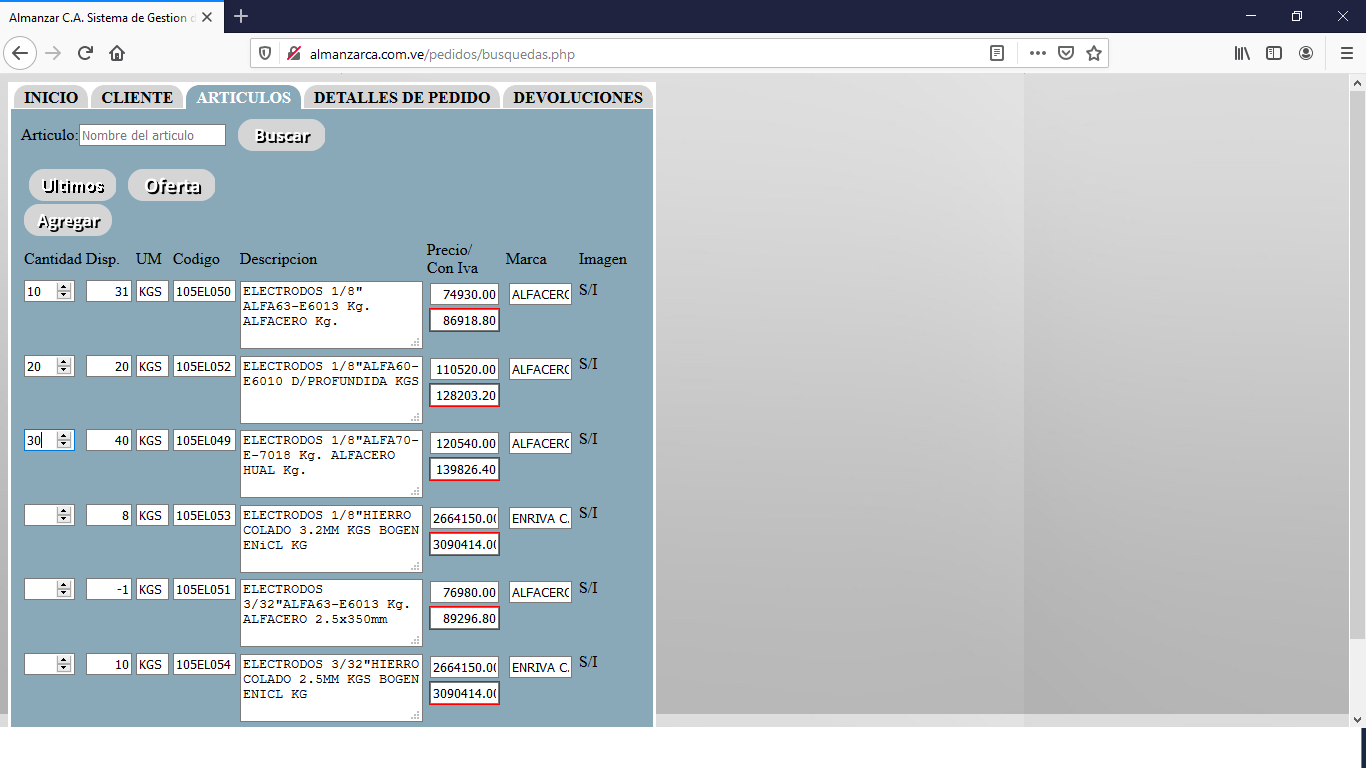 Almanzar C.A. Sistema de Gestion d
almanzarca.com.ve/pedidos/busquedas.php
INICIO CLIENTE ARTICULOS DETALLES DE PEDIDO DEVOLUCIONES
Articulo: Nombre del articulo Buscar
Ultimos Oferta
Agregar
Cantidad Disp. UM Codigo Descripcion Precio/ Con Iva Marca Imagen
10 31 KGS 105EL050 ELECTRODOS 1/8" 74930.00 ALFACERO S/I
ALFA63-E6013 Kg. 86918.80
ALFACERO Kg.
20 20 KGS 105EL052 ELECTRODOS 1/8"ALFA60- 110520.00 ALFACERO S/I
E6010 D/PROFUNDIDA KGS 128203.20
30 40 KGS 105EL049 ELECTRODOS 1/8"ALFA70- 120540.00 ALFACERO S/I
E-7018 Kg. ALFACERO 139826.40
HUAL Kg.
8 KGS 105EL053 ELECTRODOS 1/8"HIERRO 2664150.00 ENRIVA C. S/I
COLADO 3.2MM KGS BOGEN 3090414.00
ENiCL KG
-1 KGS 105EL051 ELECTRODOS 76980.00 ALFACERO S/I
3/32"ALFA63-E6013 Kg. 89296.80
ALFACERO 2.5x350mm
10 KGS 105EL054 ELECTRODOS 3/32"HIERRO 2664150.00 ENRIVA C. S/I
COLADO 2.5MM KGS BOGEN 3090414.00
ENICL KG